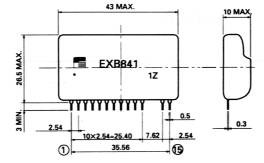 43 MAX.
10 MAX.
26.5 MAX.
EXB841
1Z
3 MIN.
0.5
2.54
10×2.54=25.40
7.62
2.54
0.3
① 35.56 ⑮